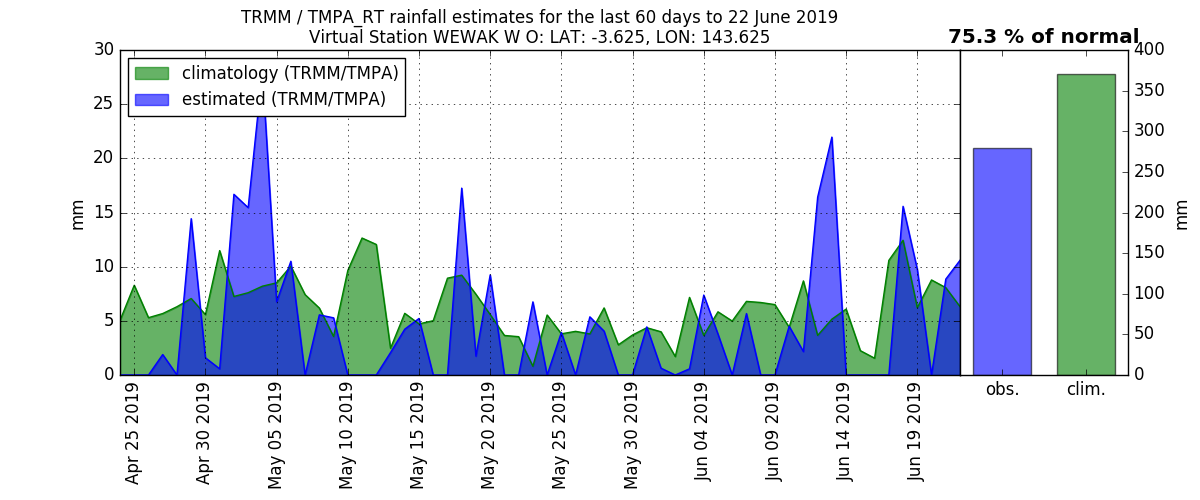 TRMM / TMPA_RT rainfall estimates for the last 60 days to 22 June 2019
Virtual Station WEWAK W O: LAT: -3.625, LON: 143.625
75.3 % of normal
climatology (TRMM/TMPA)
estimated (TRMM/TMPA)
30
25
20
15
10
5
0
mm
Apr 25 2019
Apr 30 2019
May 05 2019
May 10 2019
May 15 2019
May 20 2019
May 25 2019
May 30 2019
Jun 04 2019
Jun 09 2019
Jun 14 2019
Jun 19 2019
400
350
300
250
200
150
100
50
0
mm
obs.
clim.